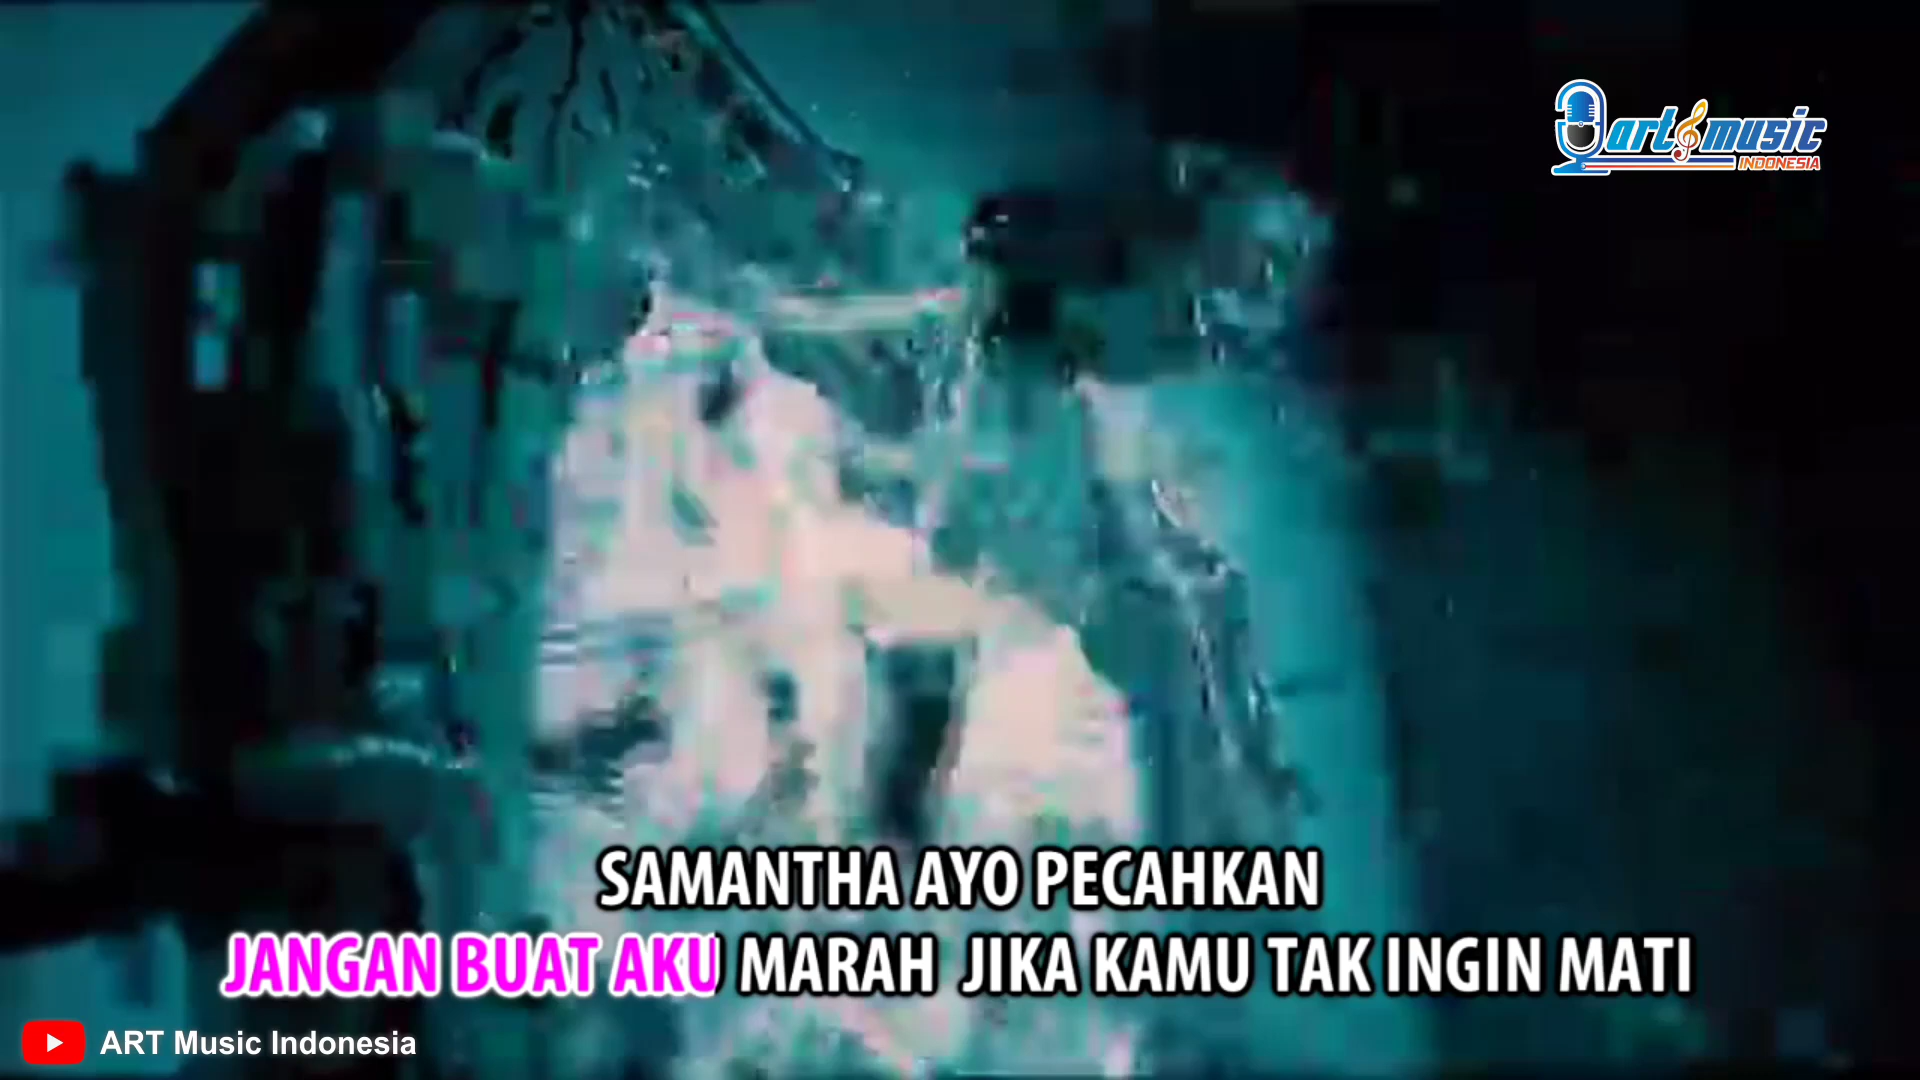 art music
INDONESIA
SAMANTHA AYO PECAHKAN
JANGAN BUAT AKU MARAH JIKA KAMU TAK INGIN MATI
ART Music Indonesia